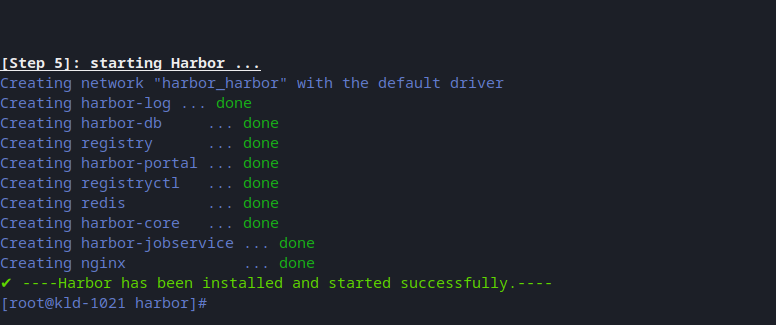 [Step 5]: starting Harbor ...
Creating network "harbor_harbor" with the default driver
Creating harbor-log ... done
Creating harbor-db     ... done
Creating registry      ... done
Creating harbor-portal ... done
Creating registryctl   ... done
Creating redis         ... done
Creating harbor-core   ... done
Creating harbor-jobservice ... done
Creating nginx             ... done
✔ ----Harbor has been installed and started successfully.----
[root@kld-1021 harbor]#